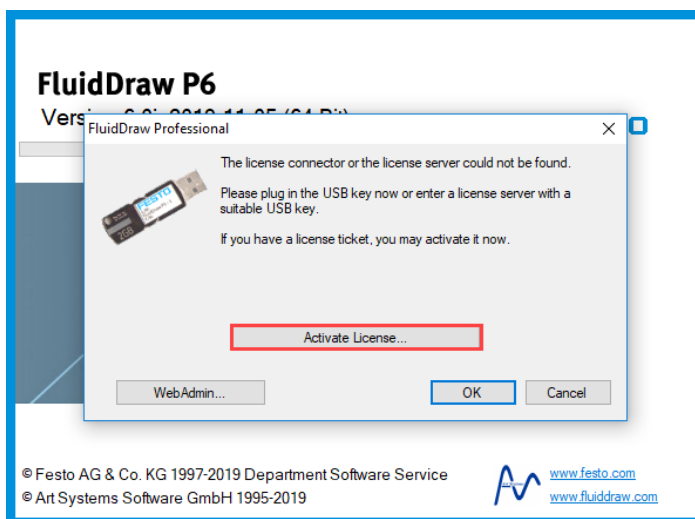 FluidDraw P6
FluidDraw Professional
The license connector or the license server could not be found.
Please plug in the USB key now or enter a license server with a
suitable USB key.
If you have a license ticket, you may activate it now.
FESTO
2GB
Activate License...
WebAdmin...
OK
Cancel
© Festo AG & Co. KG 1997-2019 Department Software Service
© Art Systems Software GmbH 1995-2019
www.festo.com
www.fluiddraw.com